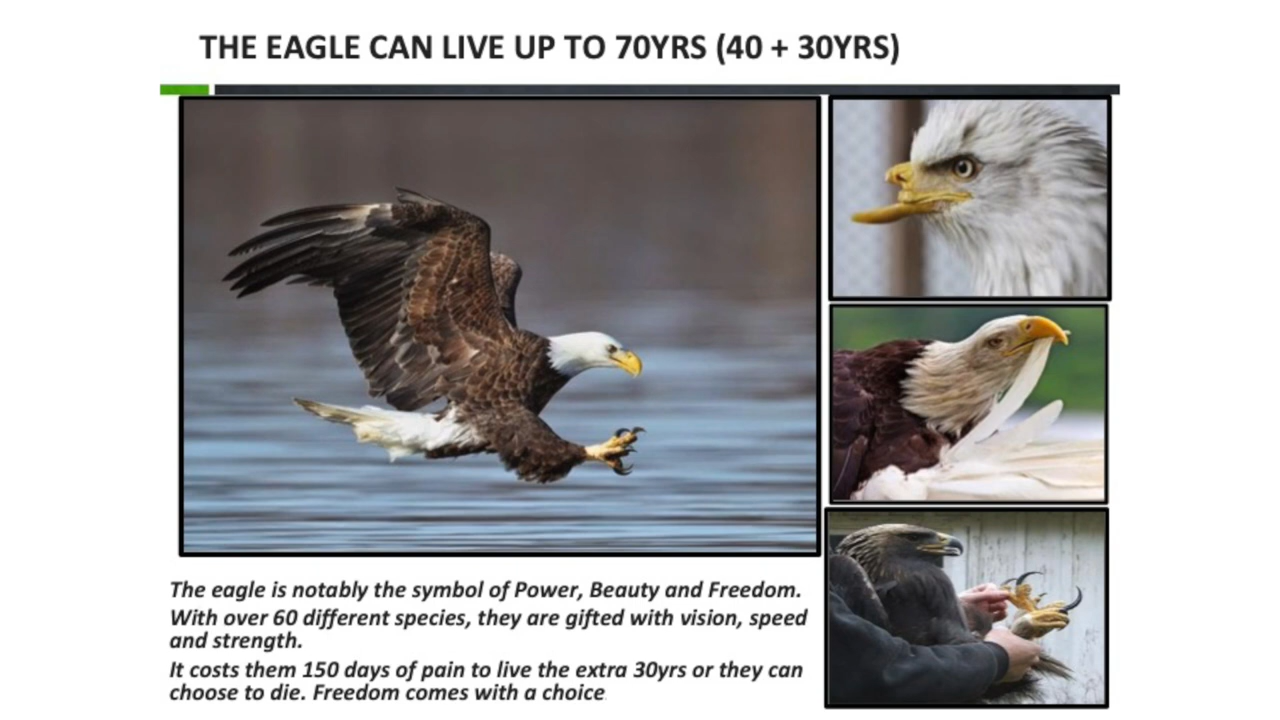 THE EAGLE CAN LIVE UP TO 70YRS (40 + 30YRS)
The eagle is notably the symbol of Power, Beauty and Freedom.
With over 60 different species, they are gifted with vision, speed
and strength.
It costs them 150 days of pain to live the extra 30yrs or they can
choose to die. Freedom comes with a choice